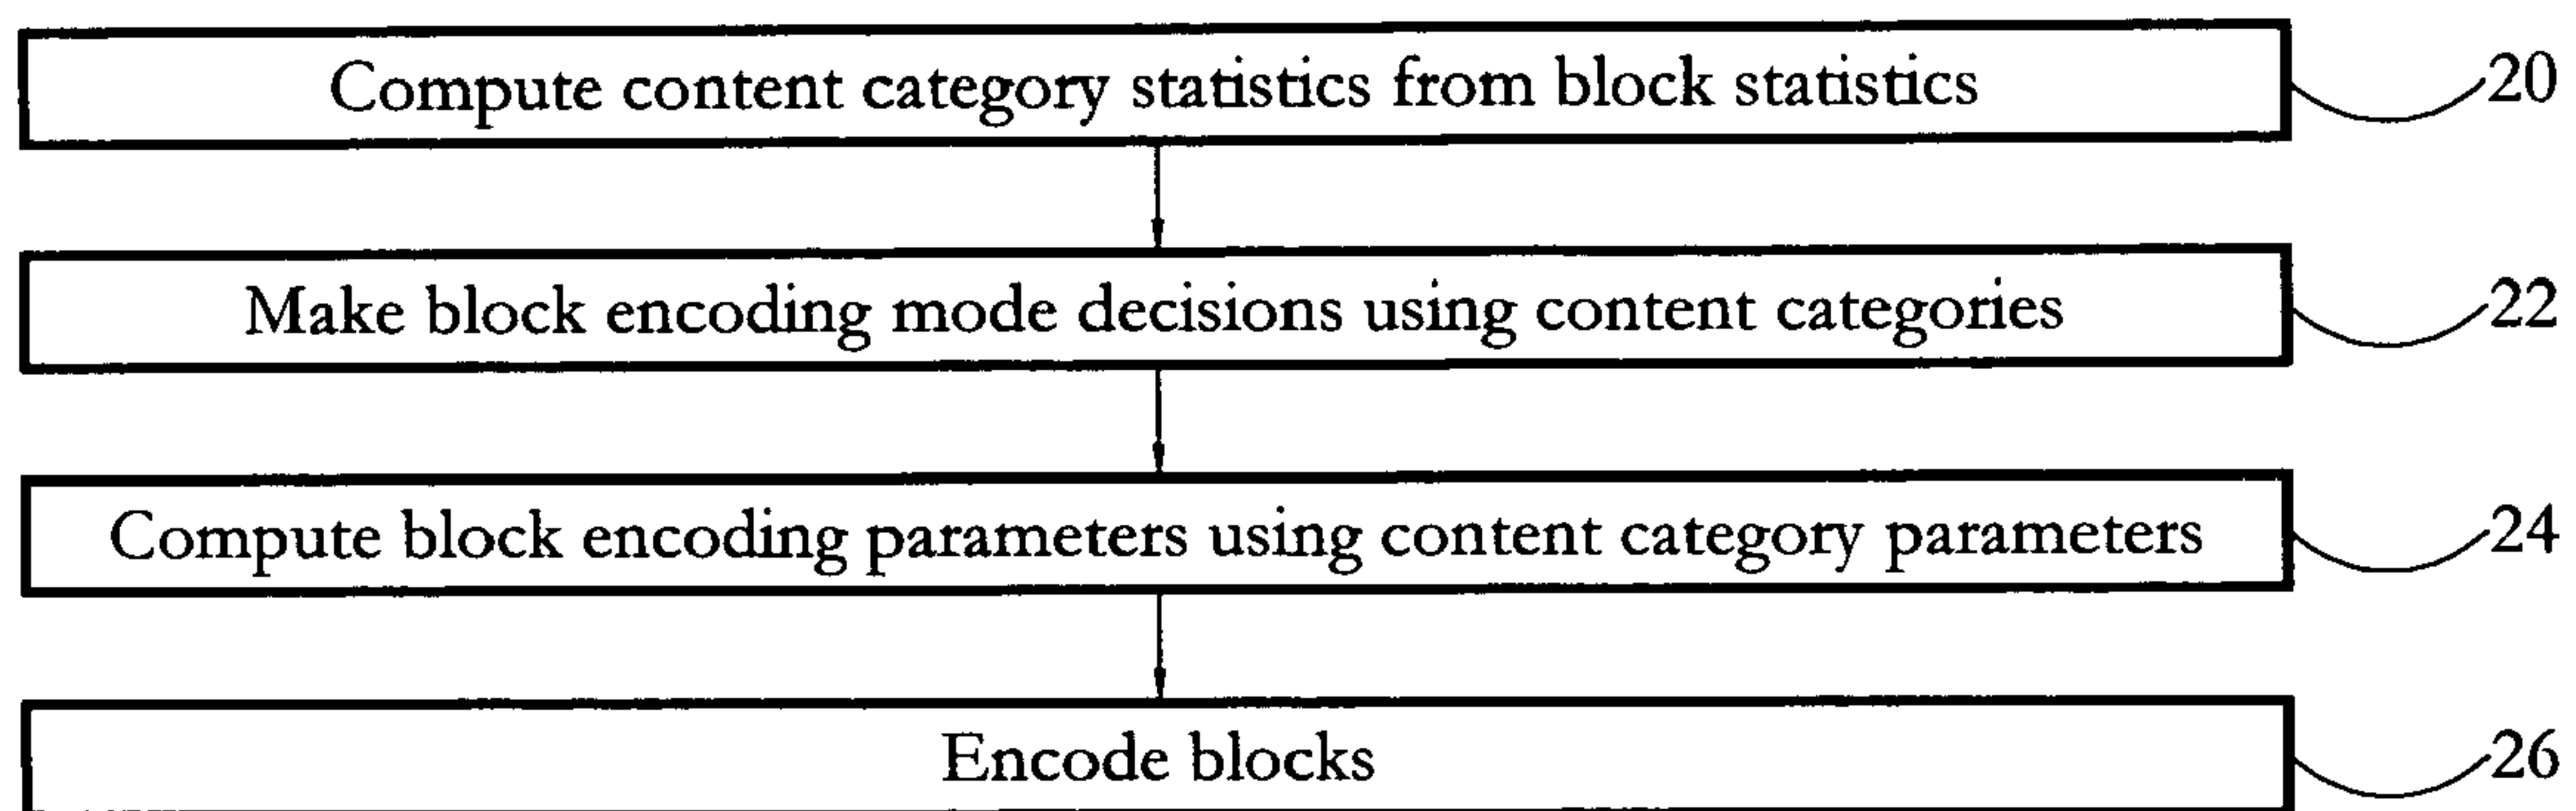 Compute content category statistics from block statistics 20
Make block encoding mode decisions using content categories 22
Compute block encoding parameters using content category parameters 24
Encode blocks 26